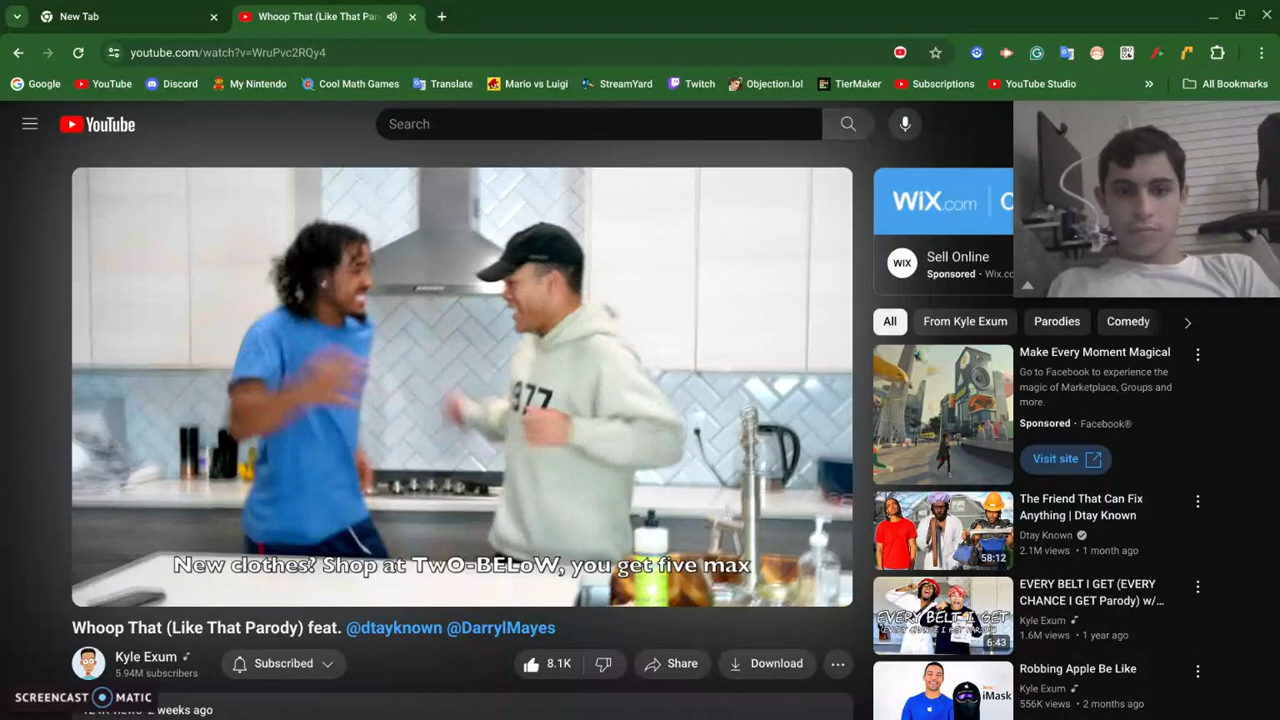 New Tab
Whoop That (Like That Par
youtube.com/watch?v=WruPvc2RQy4
Google YouTube Discord My Nintendo Cool Math Games Translate Mario vs Luigi StreamYard Twitch Objection.lol TierMaker Subscriptions YouTube Studio » All Bookmarks
YouTube
Search
WiX.com
WiX
Sell Online
Sponsored · Wix.co
All From Kyle Exum Parodies Comedy
1977
New clothes? Shop at TwO-BELoW, you get five max
Whoop That (Like That Parody) feat. @dtayknown @DarrylMayes
Kyle Exum
5.94M subscribers
Subscribed
8.1K
Share
Download
2 weeks ago
Make Every Moment Magical
Go to Facebook to experience the
magic of Marketplace, Groups and
more.
Sponsored · Facebook®
Visit site
The Friend That Can Fix
Anything | Dtay Known
Dtay Known
2.1M views · 1 month ago
58:12
EVERY BELT I GET (EVERY
CHANCE I GET Parody) w/...
Kyle Exum
1.6M views · 1 year ago
EVERY BELT I GET
6:43
Robbing Apple Be Like
Kyle Exum
556K views · 2 months ago
iMask
SCREENCAST MATIC